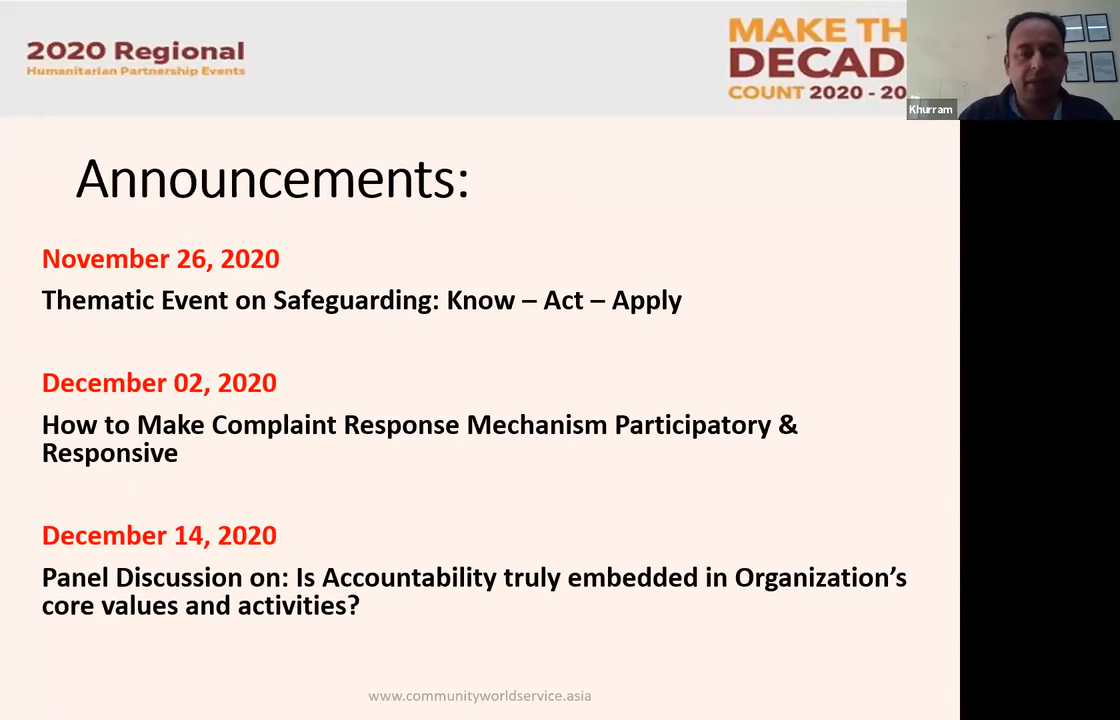 2020 Regional
Humanitarian Partnership Events
MAKE TH
DECAD
COUNT 2020 - 20
Khurram
Announcements:
November 26, 2020
Thematic Event on Safeguarding: Know – Act – Apply
December 02, 2020
How to Make Complaint Response Mechanism Participatory &
Responsive
December 14, 2020
Panel Discussion on: Is Accountability truly embedded in Organization’s
core values and activities?
www.communityworldservice.asia